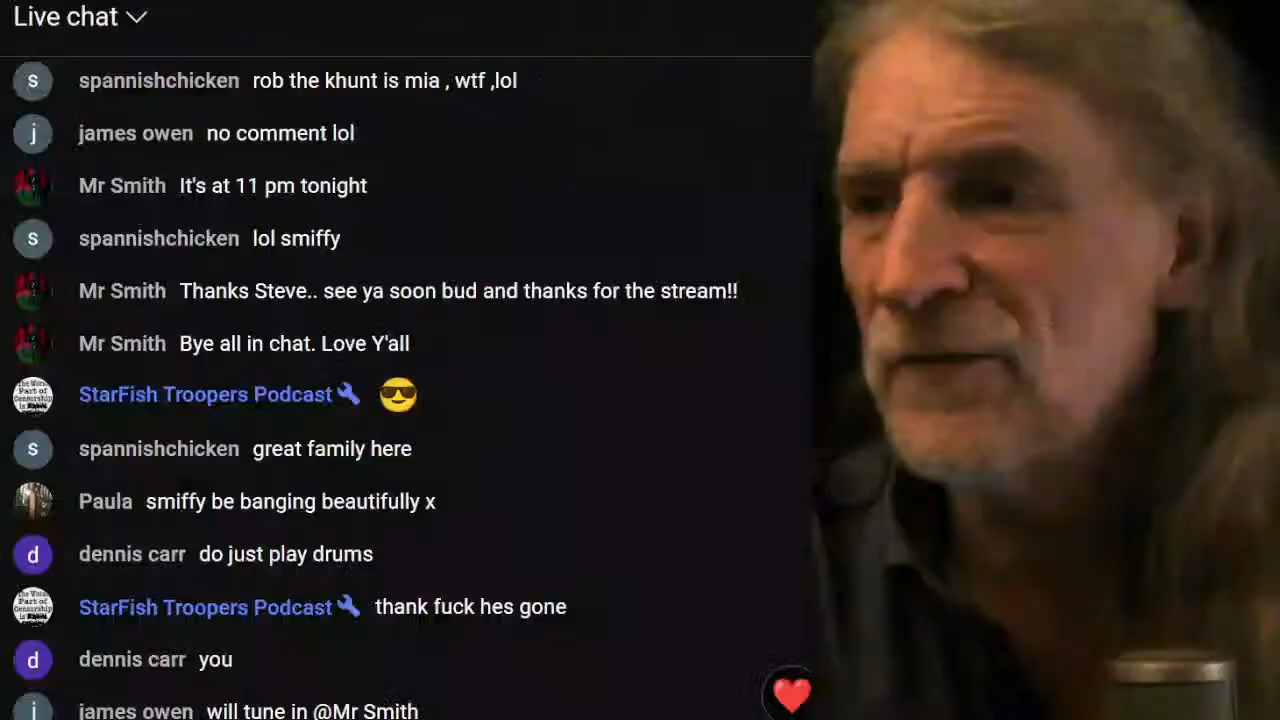 Live chat
s spannishchicken rob the khunt is mia , wtf ,lol
j james owen no comment lol
Mr Smith It's at 11 pm tonight
s spannishchicken lol smiffy
Mr Smith Thanks Steve.. see ya soon bud and thanks for the stream!!
Mr Smith Bye all in chat. Love Y'all
StarFish Troopers Podcast 😎
s spannishchicken great family here
Paula smiffy be banging beautifully x
d dennis carr do just play drums
StarFish Troopers Podcast thank fuck hes gone
d dennis carr you
j james owen will tune in @Mr Smith